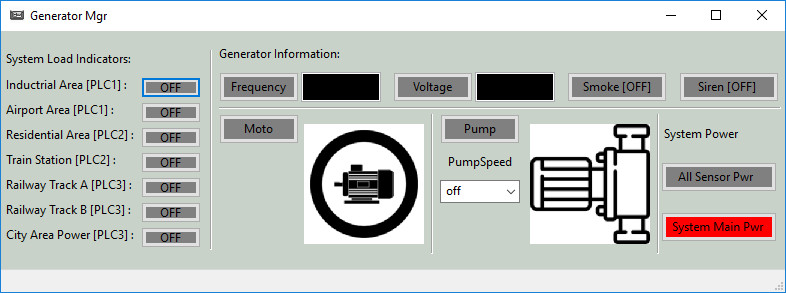 Generator Mgr
System Load Indicators:
Inductrial Area [PLC1] : OFF
Airport Area [PLC1] : OFF
Residential Area [PLC2] : OFF
Train Station [PLC2] : OFF
Railway Track A [PLC3] : OFF
Railway Track B [PLC3] : OFF
City Area Power [PLC3] : OFF
Generator Information:
Frequency Voltage Smoke [OFF] Siren [OFF]
Moto
Pump
PumpSpeed
off
System Power
All Sensor Pwr
System Main Pwr